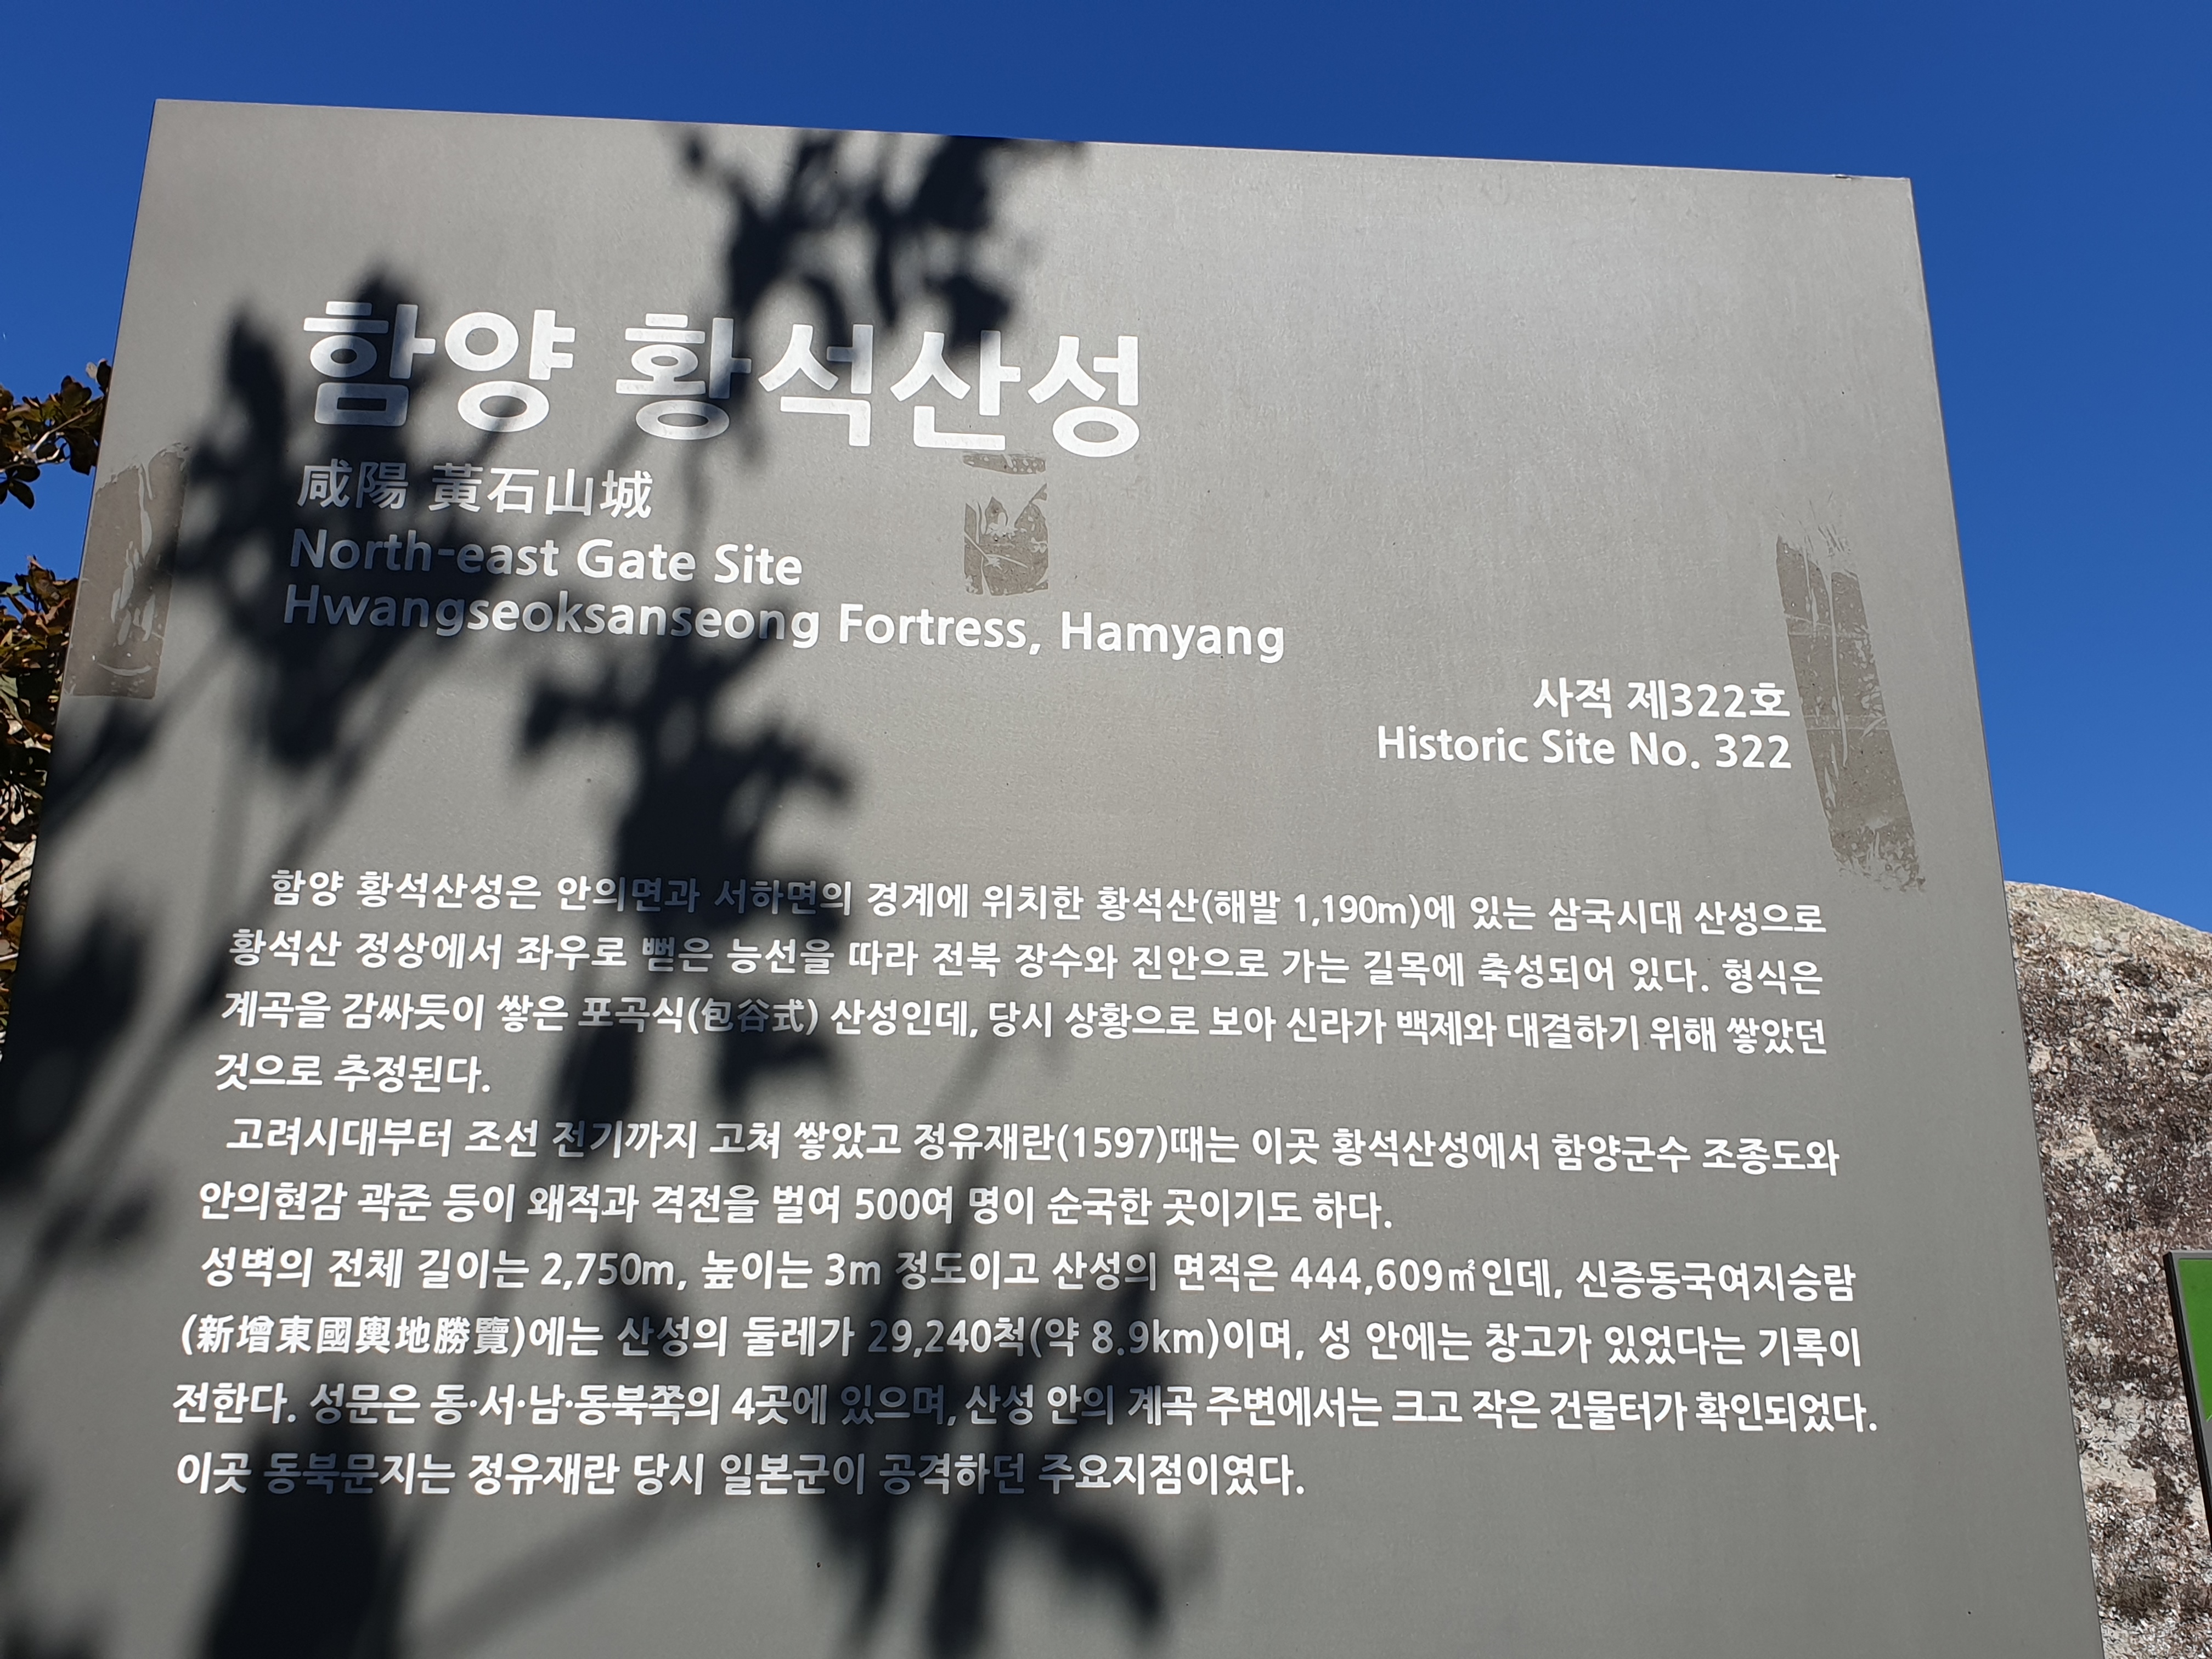 함양 황석산성
咸陽 黃石山城
North-east Gate Site
Hwangseoksanseong Fortress, Hamyang
사적 제322호
Historic Site No. 322
함양 황석산성은 안의면과 서하면의 경계에 위치한 황석산(해발 1,190m)에 있는 삼국시대 산성으로
황석산 정상에서 좌우로 뻗은 능선을 따라 전북 장수와 진안으로 가는 길목에 축성되어 있다. 형식은
계곡을 감싸듯이 쌓은 포곡식(包谷式) 산성인데, 당시 상황으로 보아 신라가 백제와 대결하기 위해 쌓았던
것으로 추정된다.
고려시대부터 조선 전기까지 고쳐 쌓았고 정유재란(1597)때는 이곳 황석산성에서 함양군수 조종도와
안의현감 곽준 등이 왜적과 격전을 벌여 500여 명이 순국한 곳이기도 하다.
성벽의 전체 길이는 2,750m, 높이는 3m 정도이고 산성의 면적은 444,609㎡인데, 신증동국여지승람
(新增東國輿地勝覽)에는 산성의 둘레가 29,240척(약 8.9km)이며, 성 안에는 창고가 있었다는 기록이
전한다. 성문은 동·서·남·동북쪽의 4곳에 있으며, 산성 안의 계곡 주변에서는 크고 작은 건물터가 확인되었다.
이곳 동북문지는 정유재란 당시 일본군이 공격하던 주요지점이였다.